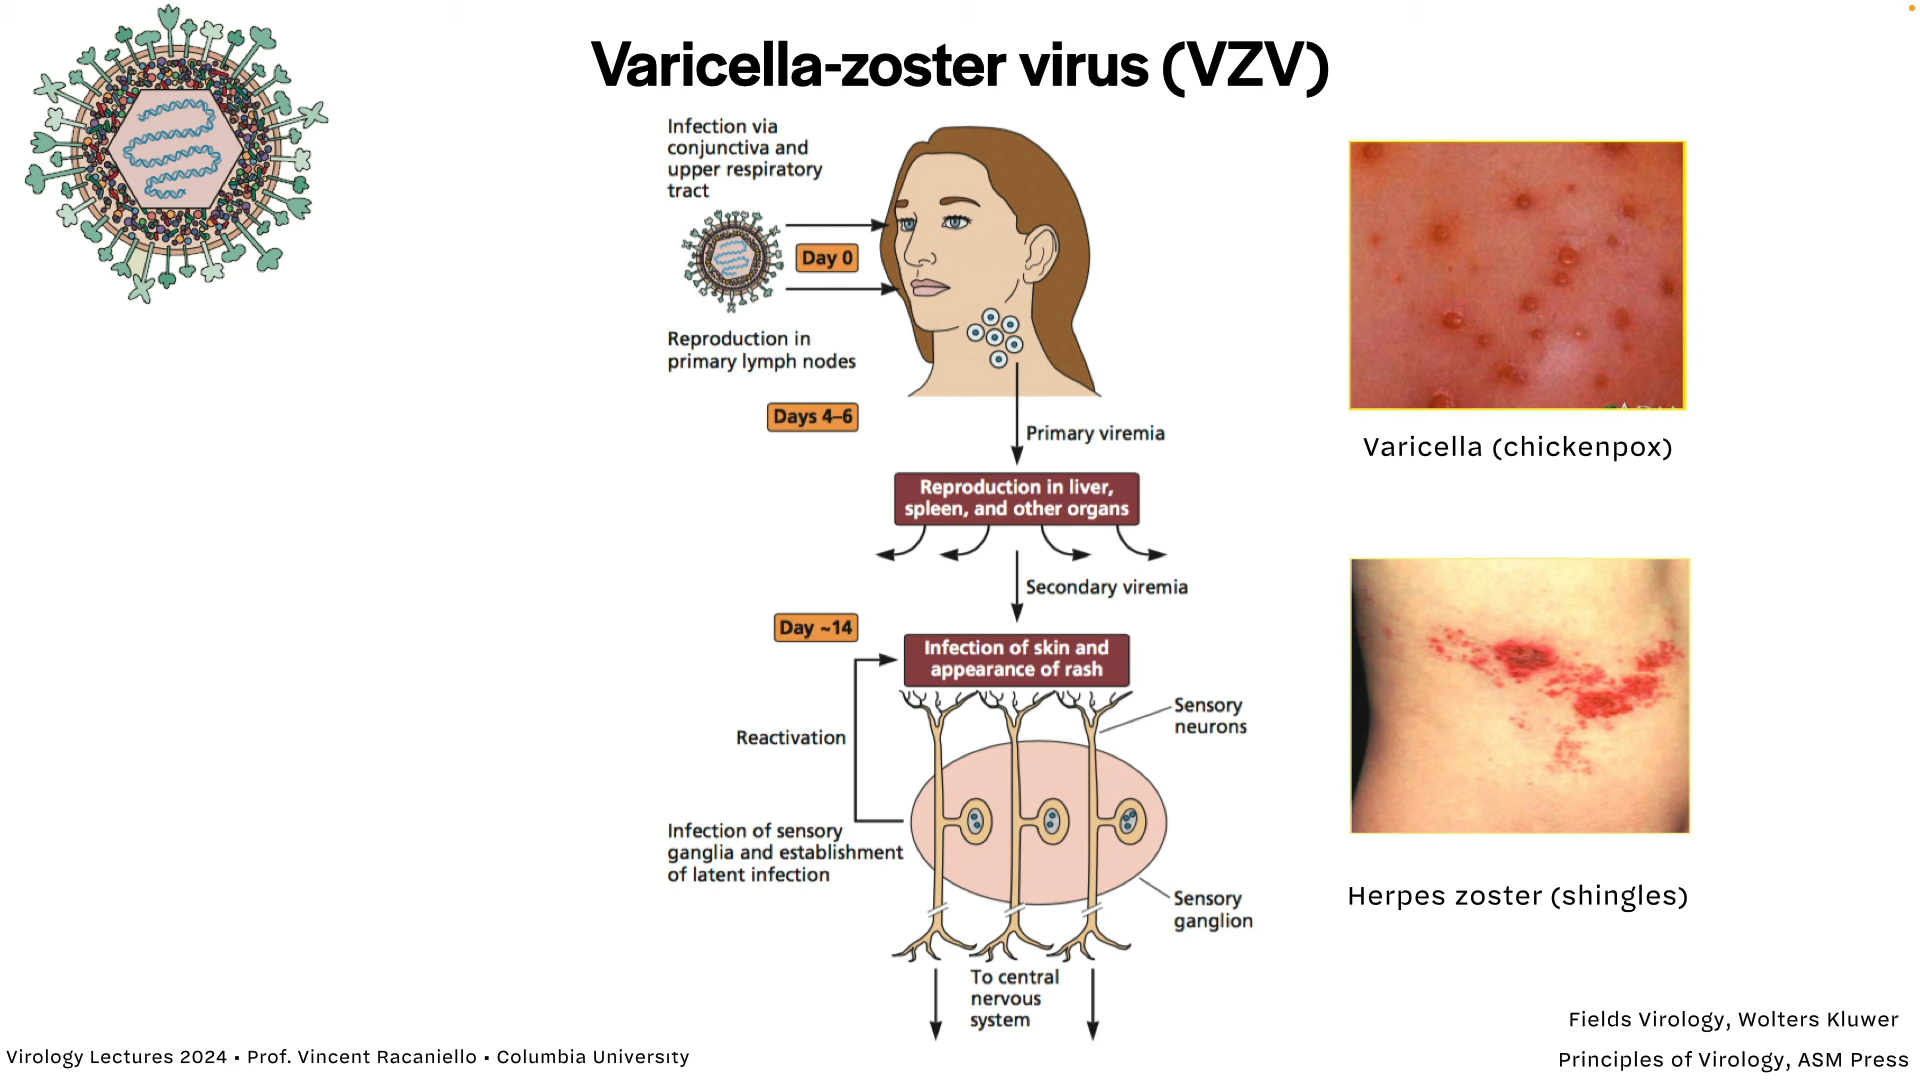 Varicella-zoster virus (VZV)
Infection via
conjunctiva and
upper respiratory
tract
Day 0
Reproduction in
primary lymph nodes
Days 4–6
Primary viremia
Reproduction in liver,
spleen, and other organs
Secondary viremia
Day ~14
Infection of skin and
appearance of rash
Sensory
neurons
Reactivation
Infection of sensory
ganglia and establishment
of latent infection
Sensory
ganglion
To central
nervous
system
Varicella (chickenpox)
Herpes zoster (shingles)
Fields Virology, Wolters Kluwer
Principles of Virology, ASM Press
Virology Lectures 2024 • Prof. Vincent Racaniello • Columbia University